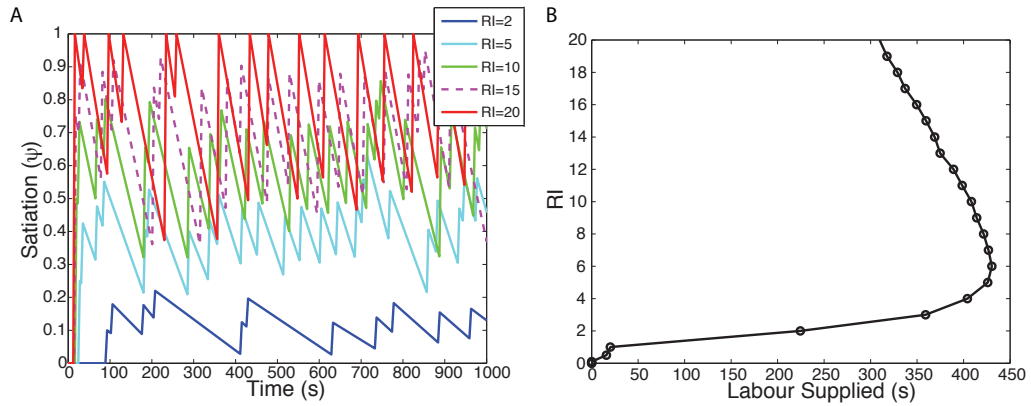 A
Satiation (ψ)
1
0.9
0.8
0.7
0.6
0.5
0.4
0.3
0.2
0.1
0
0 100 200 300 400 500 600 700 800 900 1000
Time (s)
RI=2
RI=5
RI=10
RI=15
RI=20
B
RI
20
18
16
14
12
10
8
6
4
2
0
0 50 100 150 200 250 300 350 400 450
Labour Supplied (s)